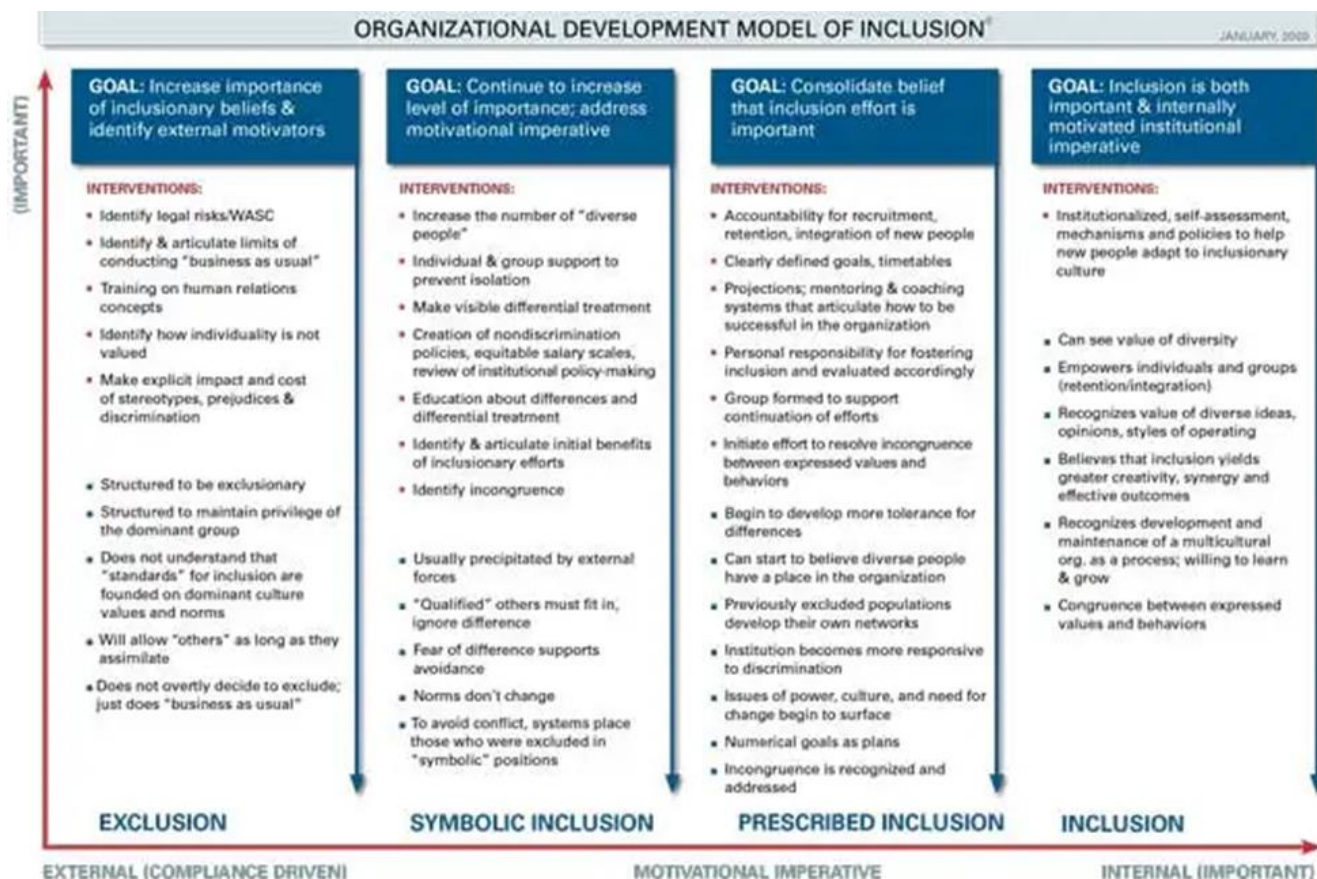 ORGANIZATIONAL DEVELOPMENT MODEL OF INCLUSION®
JANUARY, 2009
(IMPORTANT)
GOAL: Increase importance
of inclusionary beliefs &
identify external motivators
INTERVENTIONS:
• Identify legal risks/WASC
• Identify & articulate limits of
conducting "business as usual"
• Training on human relations
concepts
• Identify how individuality is not
valued
• Make explicit impact and cost
of stereotypes, prejudices &
discrimination
▪ Structured to be exclusionary
▪ Structured to maintain privilege of
the dominant group
▪ Does not understand that
"standards" for inclusion are
founded on dominant culture
values and norms
▪ Will allow "others" as long as they
assimilate
▪ Does not overtly decide to exclude;
just does "business as usual"
EXCLUSION
GOAL: Continue to increase
level of importance; address
motivational imperative
INTERVENTIONS:
• Increase the number of "diverse
people"
• Individual & group support to
prevent isolation
• Make visible differential treatment
• Creation of nondiscrimination
policies, equitable salary scales,
review of institutional policy-making
• Education about differences and
differential treatment
• Identify & articulate initial benefits
of inclusionary efforts
• Identify incongruence
▪ Usually precipitated by external
forces
▪ "Qualified" others must fit in,
ignore difference
▪ Fear of difference supports
avoidance
▪ Norms don't change
▪ To avoid conflict, systems place
those who were excluded in
"symbolic" positions
SYMBOLIC INCLUSION
GOAL: Consolidate belief
that inclusion effort is
important
INTERVENTIONS:
• Accountability for recruitment,
retention, integration of new people
• Clearly defined goals, timetables
• Projections; mentoring & coaching
systems that articulate how to be
successful in the organization
• Personal responsibility for fostering
inclusion and evaluated accordingly
• Group formed to support
continuation of efforts
• Initiate effort to resolve incongruence
between expressed values and
behaviors
▪ Begin to develop more tolerance for
differences
▪ Can start to believe diverse people
have a place in the organization
▪ Previously excluded populations
develop their own networks
▪ Institution becomes more responsive
to discrimination
▪ Issues of power, culture, and need for
change begin to surface
▪ Numerical goals as plans
▪ Incongruence is recognized and
addressed
PRESCRIBED INCLUSION
GOAL: Inclusion is both
important & internally
motivated institutional
imperative
INTERVENTIONS:
• Institutionalized, self-assessment,
mechanisms and policies to help
new people adapt to inclusionary
culture
▪ Can see value of diversity
▪ Empowers individuals and groups
(retention/integration)
▪ Recognizes value of diverse ideas,
opinions, styles of operating
▪ Believes that inclusion yields
greater creativity, synergy and
effective outcomes
▪ Recognizes development and
maintenance of a multicultural
org. as a process; willing to learn
& grow
▪ Congruence between expressed
values and behaviors
INCLUSION
EXTERNAL (COMPLIANCE DRIVEN)
MOTIVATIONAL IMPERATIVE
INTERNAL (IMPORTANT)